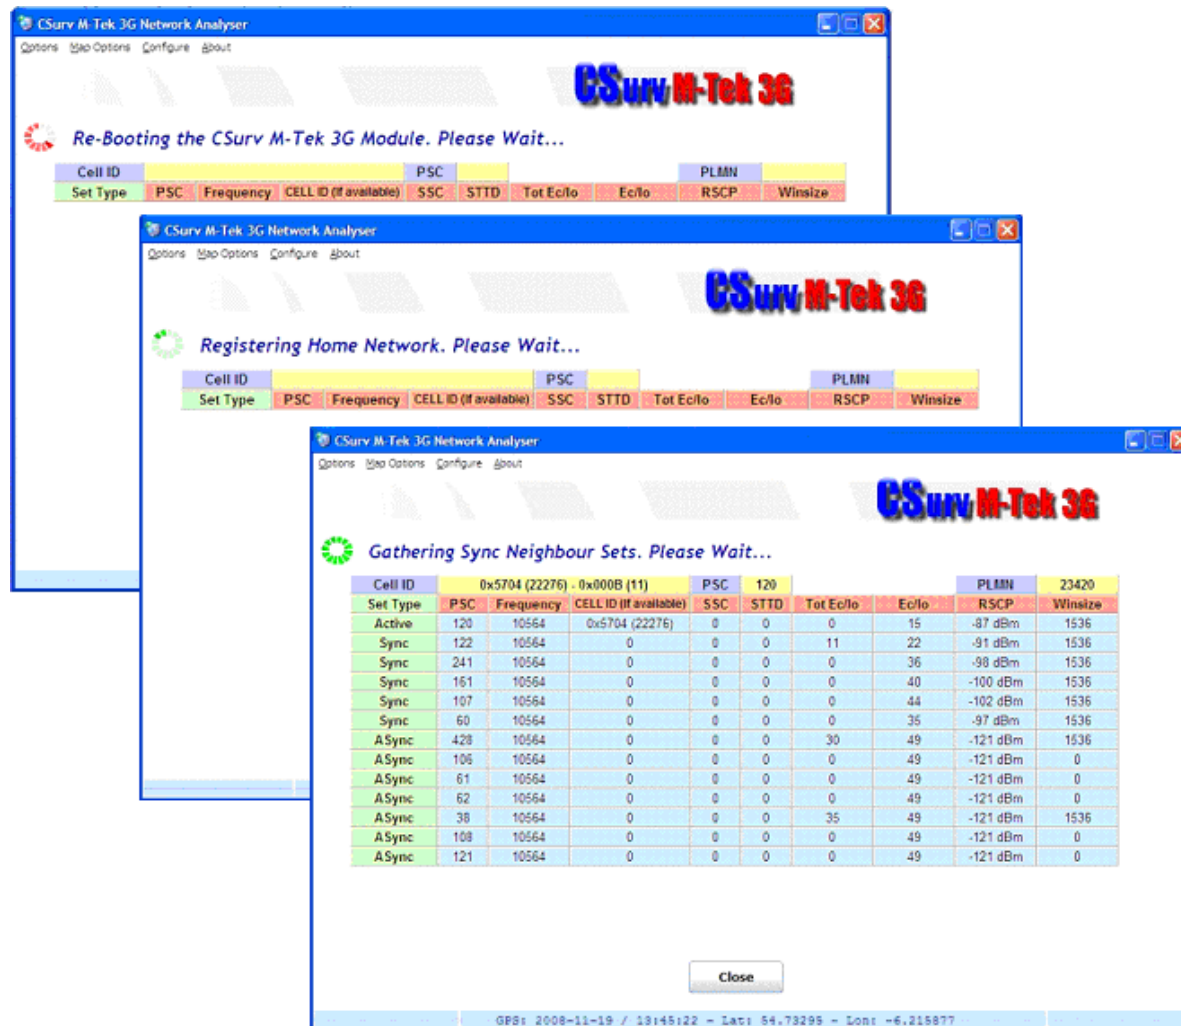 CSurv M-Tek 3G Network Analyser
Options Map Options Configure About
CSurv M-Tek 3G
Re-Booting the CSurv M-Tek 3G Module. Please Wait...
Cell ID PSC PLMN
Set Type PSC Frequency CELL ID (If available) SSC STTD Tot Ec/Io Ec/Io RSCP Winsize
CSurv M-Tek 3G Network Analyser
Options Map Options Configure About
CSurv M-Tek 3G
Registering Home Network. Please Wait...
Cell ID PSC PLMN
Set Type PSC Frequency CELL ID (If available) SSC STTD Tot Ec/Io Ec/Io RSCP Winsize
CSurv M-Tek 3G Network Analyser
Options Map Options Configure About
CSurv M-Tek 3G
Gathering Sync Neighbour Sets. Please Wait...
Cell ID 0x5704 (22276) - 0x000B (11) PSC 120 PLMN 23420
Set Type PSC Frequency CELL ID (If available) SSC STTD Tot Ec/Io Ec/Io RSCP Winsize
Active 120 10564 0x5704 (22276) 0 0 0 15 -87 dBm 1536
Sync 122 10564 0 0 0 11 22 -91 dBm 1536
Sync 241 10564 0 0 0 0 36 -98 dBm 1536
Sync 161 10564 0 0 0 0 40 -100 dBm 1536
Sync 107 10564 0 0 0 0 44 -102 dBm 1536
Sync 60 10564 0 0 0 0 35 -97 dBm 1536
ASync 428 10564 0 0 0 30 49 -121 dBm 1536
ASync 106 10564 0 0 0 0 49 -121 dBm 0
ASync 61 10564 0 0 0 0 49 -121 dBm 0
ASync 62 10564 0 0 0 0 49 -121 dBm 0
ASync 38 10564 0 0 0 35 49 -121 dBm 1536
ASync 108 10564 0 0 0 0 49 -121 dBm 0
ASync 121 10564 0 0 0 0 49 -121 dBm 0
Close
GPS: 2008-11-19 / 13:45:22 - Lat: 54.73295 - Lon: -6.215877